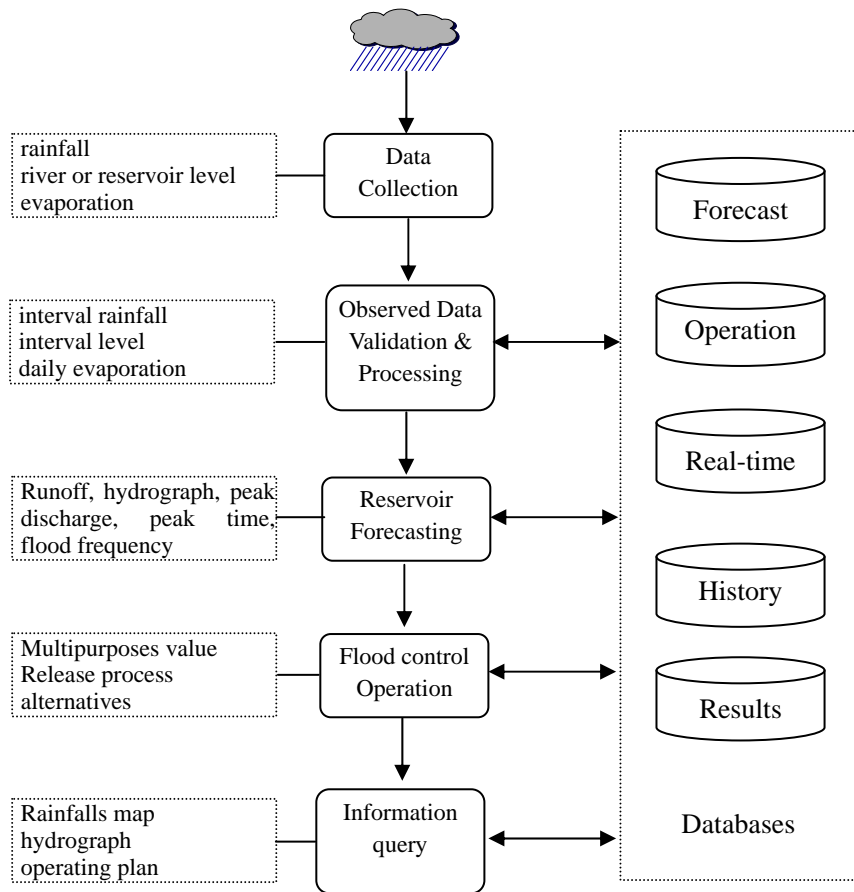 rainfall
river or reservoir level
evaporation
Data
Collection
interval rainfall
interval level
daily evaporation
Observed Data
Validation &
Processing
Runoff, hydrograph, peak
discharge, peak time,
flood frequency
Reservoir
Forecasting
Multipurposes value
Release process
alternatives
Flood control
Operation
Rainfalls map
hydrograph
operating plan
Information
query
Forecast
Operation
Real-time
History
Results
Databases